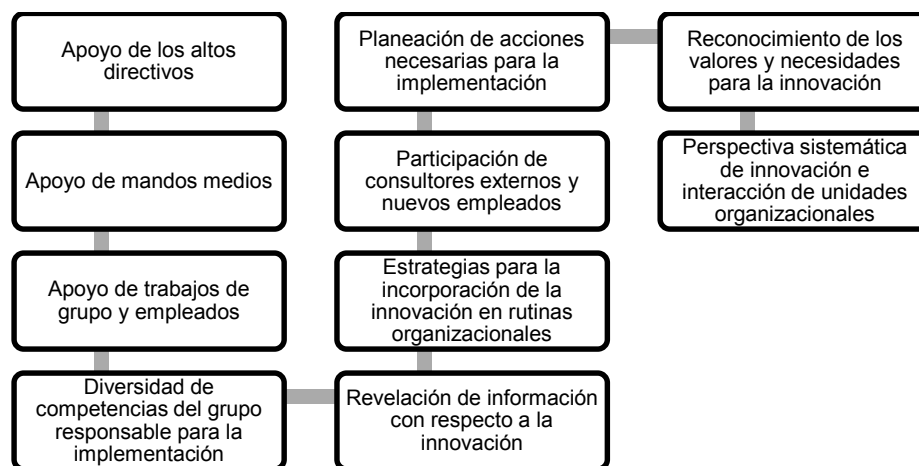 Apoyo de los altos
directivos
Apoyo de mandos medios
Apoyo de trabajos de
grupo y empleados
Diversidad de
competencias del grupo
responsable para la
implementación
Revelación de información
con respecto a la
innovación
Estrategias para la
incorporación de la
innovación en rutinas
organizacionales
Participación de
consultores externos y
nuevos empleados
Planeación de acciones
necesarias para la
implementación
Reconocimiento de los
valores y necesidades
para la innovación
Perspectiva sistemática
de innovación e
interacción de unidades
organizacionales